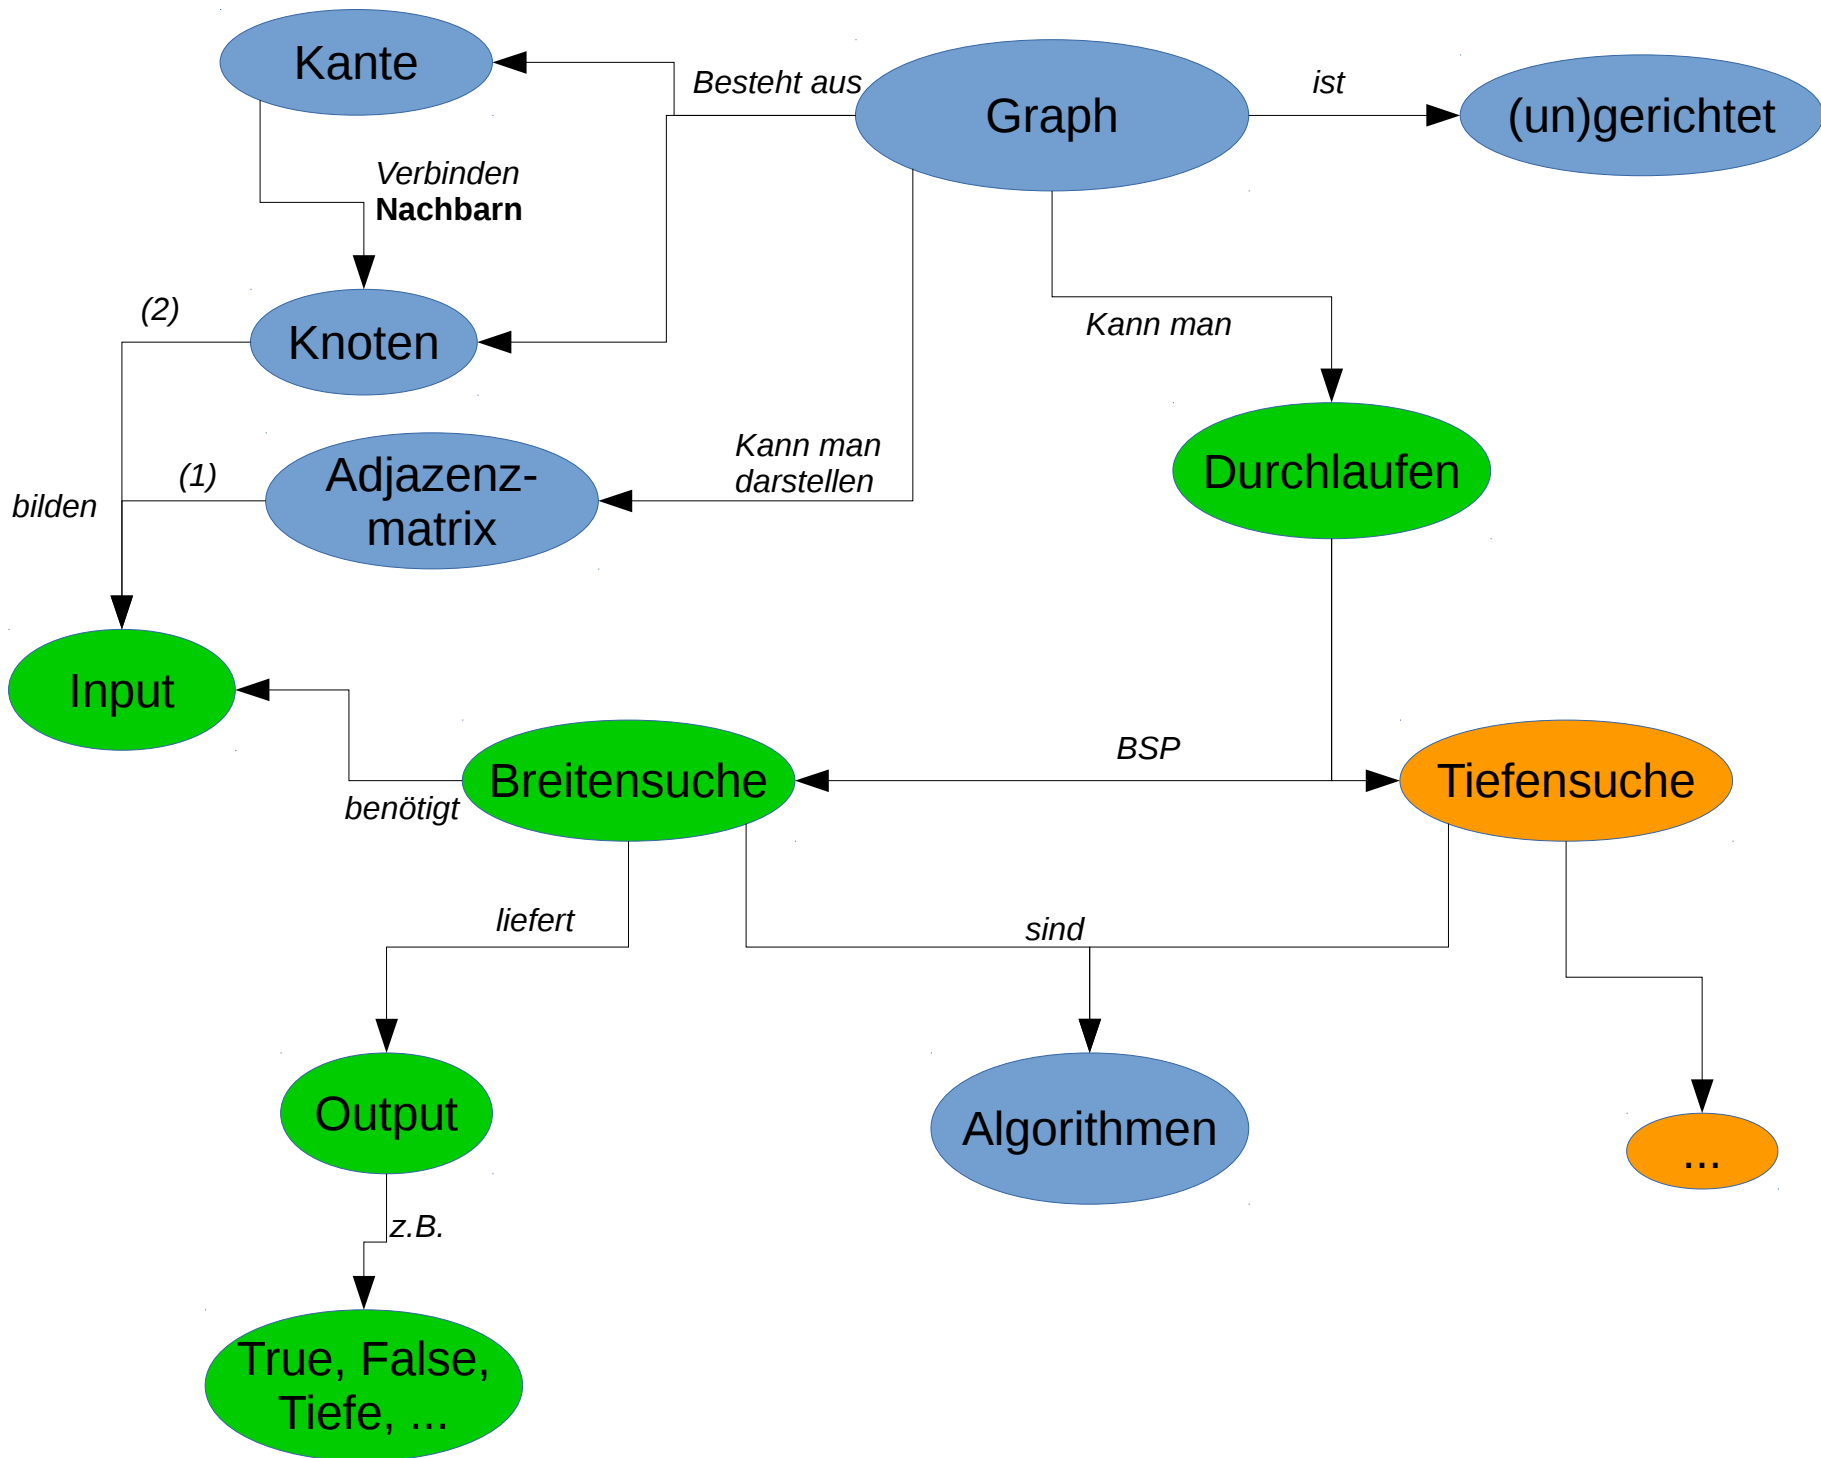 Kante
Besteht aus
Graph
ist
(un)gerichtet
Verbinden
Nachbarn
(2)
Knoten
Kann man
Kann man
darstellen
Durchlaufen
(1)
Adjazenz-
matrix
bilden
Input
BSP
Breitensuche
Tiefensuche
benötigt
liefert
sind
Output
Algorithmen
...
z.B.
True, False,
Tiefe, ...